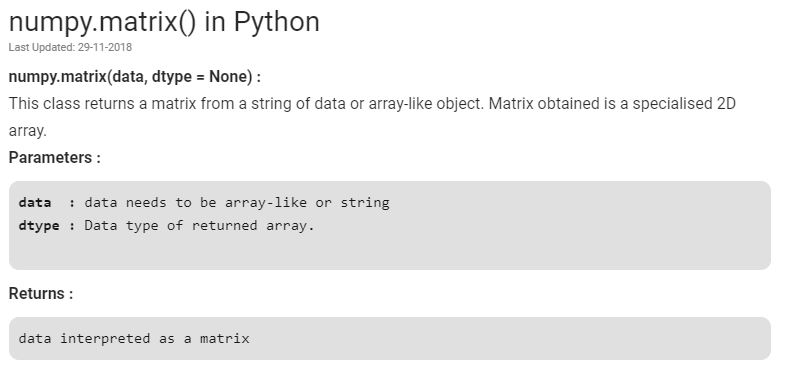 numpy.matrix() in Python
Last Updated: 29-11-2018
numpy.matrix(data, dtype = None) :
This class returns a matrix from a string of data or array-like object. Matrix obtained is a specialised 2D
array.
Parameters :
data  : data needs to be array-like or string
dtype : Data type of returned array.
Returns :
data interpreted as a matrix